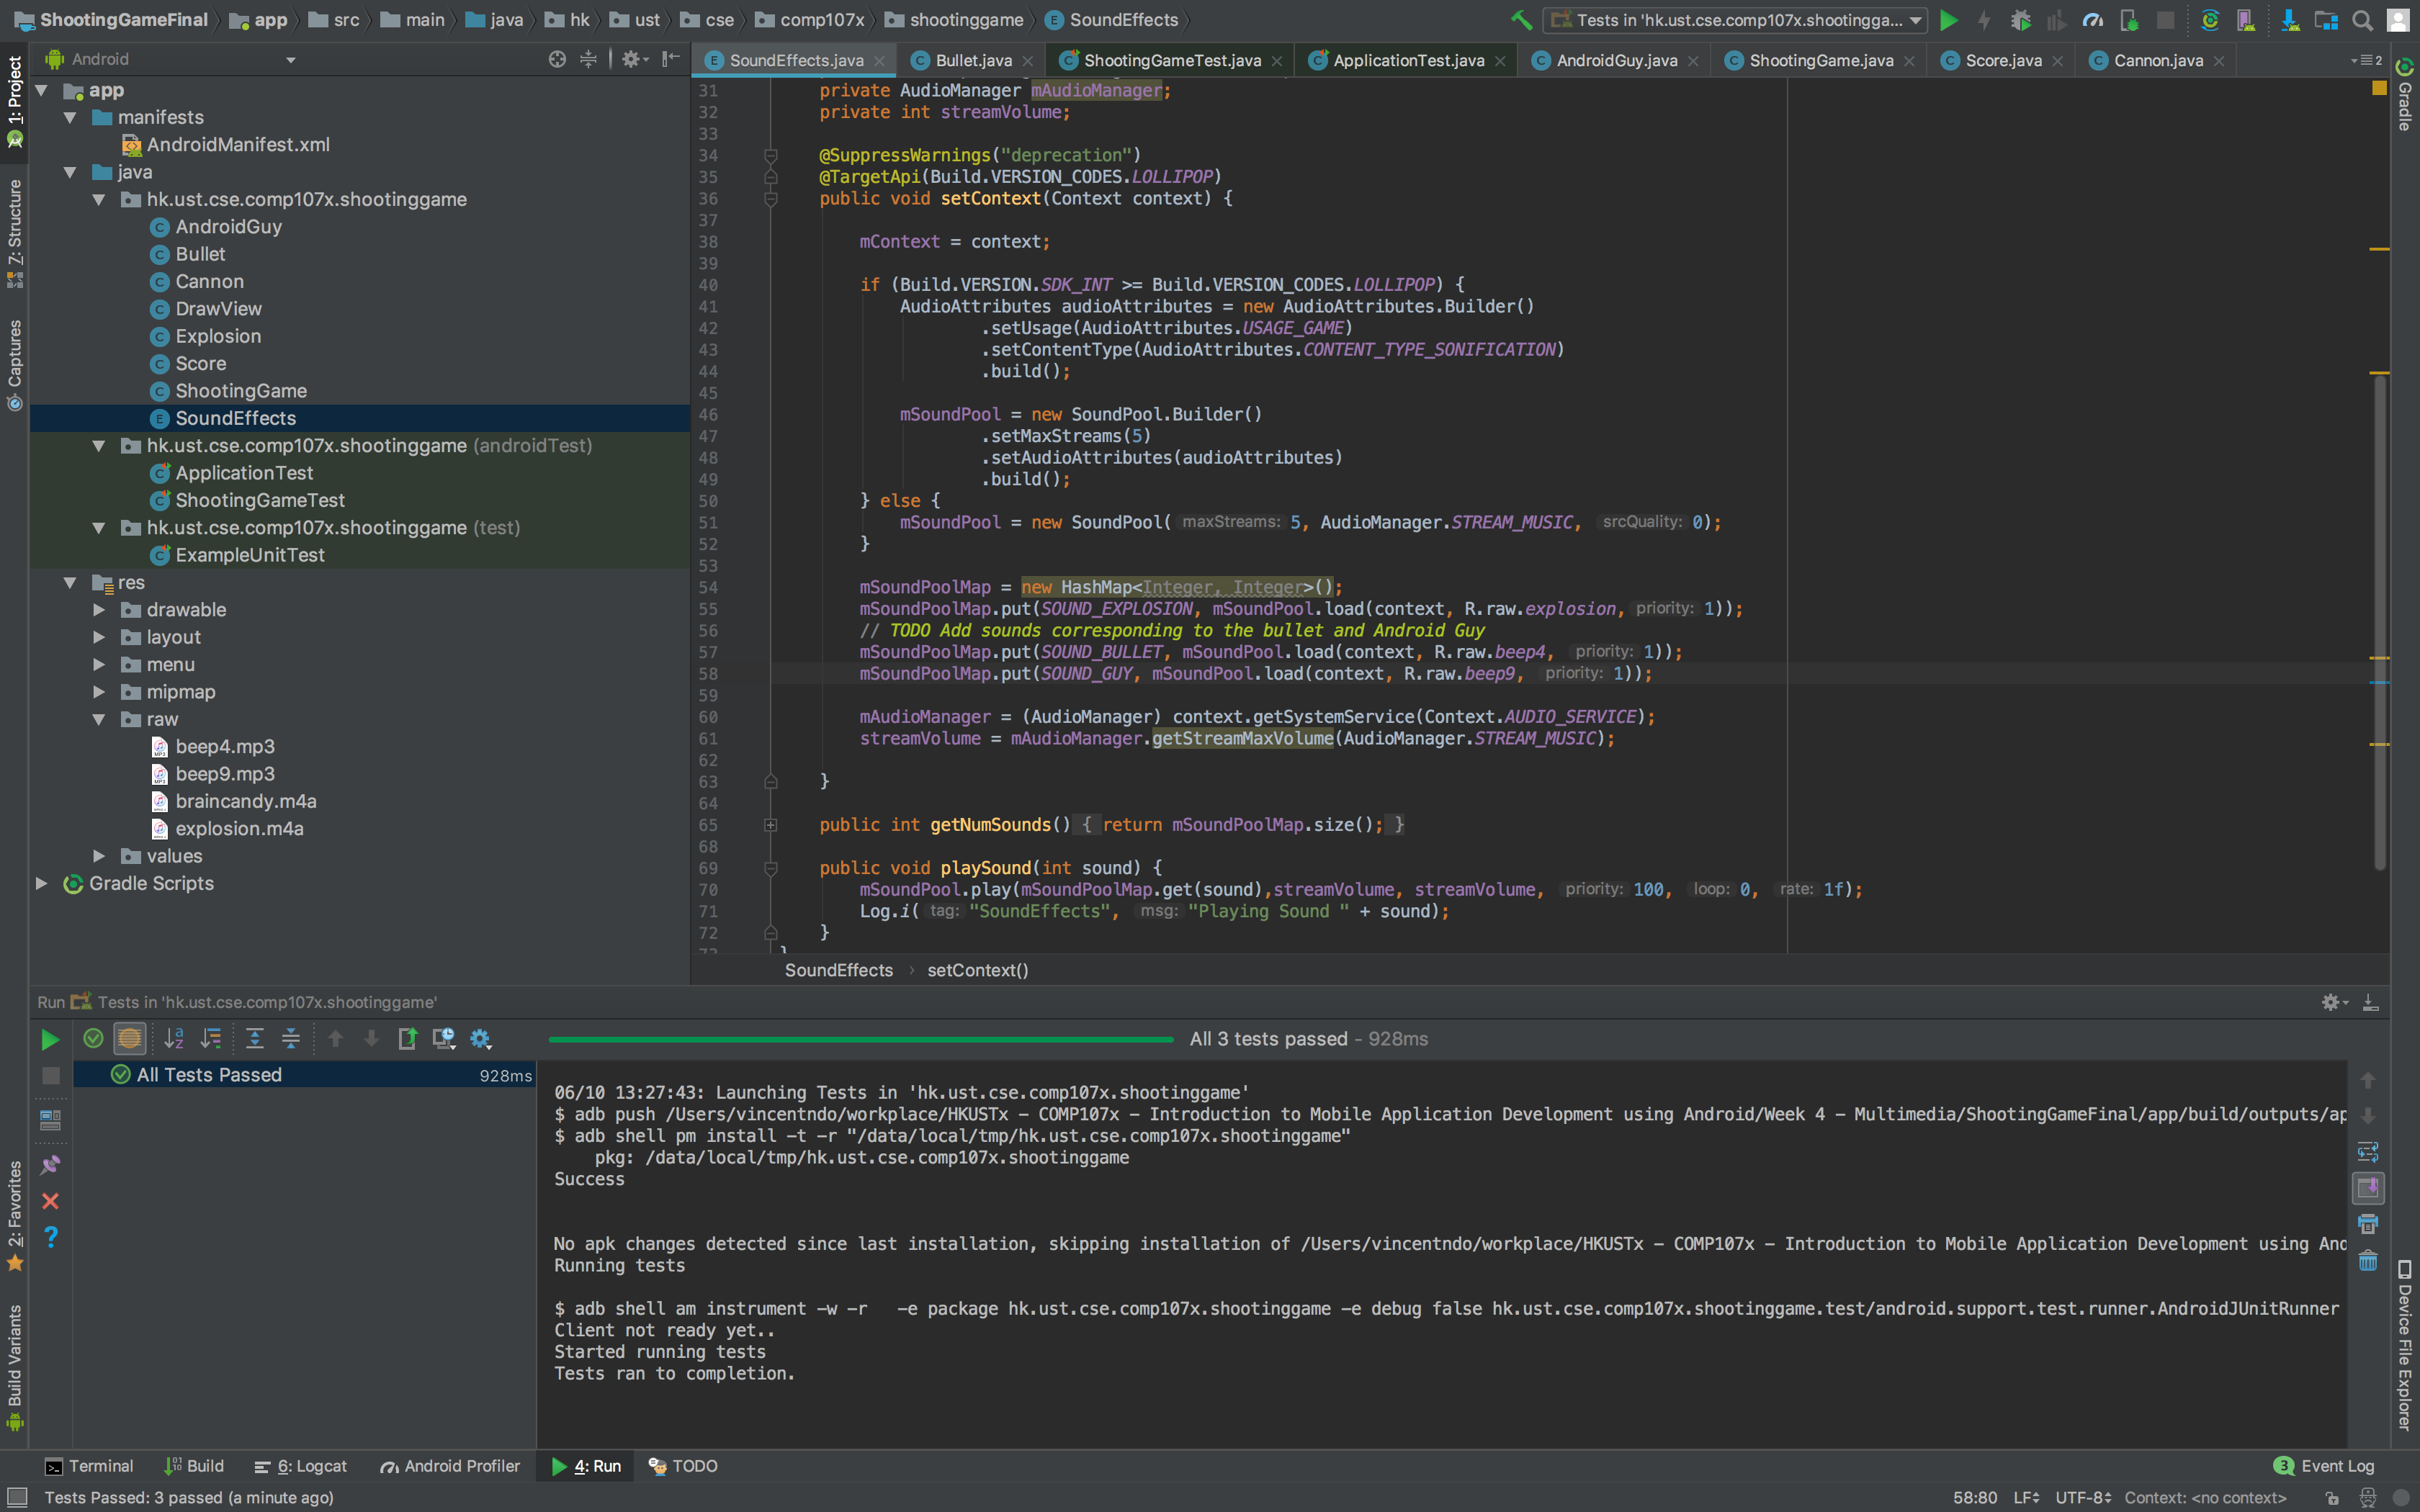 ShootingGameFinal app src main java hk ust cse comp107x shootinggame SoundEffects
Tests in 'hk.ust.cse.comp107x.shootingga...
Android
SoundEffects.java Bullet.java ShootingGameTest.java ApplicationTest.java AndroidGuy.java ShootingGame.java Score.java Cannon.java 2
1: Project
7: Structure
Captures
2: Favorites
Build Variants
app
manifests
AndroidManifest.xml
java
hk.ust.cse.comp107x.shootinggame
AndroidGuy
Bullet
Cannon
DrawView
Explosion
Score
ShootingGame
SoundEffects
hk.ust.cse.comp107x.shootinggame (androidTest)
ApplicationTest
ShootingGameTest
hk.ust.cse.comp107x.shootinggame (test)
ExampleUnitTest
res
drawable
layout
menu
mipmap
raw
beep4.mp3
beep9.mp3
braincandy.m4a
explosion.m4a
values
Gradle Scripts
31 private AudioManager mAudioManager;
32 private int streamVolume;
33
34 @SuppressWarnings("deprecation")
35 @TargetApi(Build.VERSION_CODES.LOLLIPOP)
36 public void setContext(Context context) {
37
38 mContext = context;
39
40 if (Build.VERSION.SDK_INT >= Build.VERSION_CODES.LOLLIPOP) {
41 AudioAttributes audioAttributes = new AudioAttributes.Builder()
42 .setUsage(AudioAttributes.USAGE_GAME)
43 .setContentType(AudioAttributes.CONTENT_TYPE_SONIFICATION)
44 .build();
45
46 mSoundPool = new SoundPool.Builder()
47 .setMaxStreams(5)
48 .setAudioAttributes(audioAttributes)
49 .build();
50 } else {
51 mSoundPool = new SoundPool( maxStreams: 5, AudioManager.STREAM_MUSIC, srcQuality: 0);
52 }
53
54 mSoundPoolMap = new HashMap<Integer, Integer>();
55 mSoundPoolMap.put(SOUND_EXPLOSION, mSoundPool.load(context, R.raw.explosion, priority: 1));
56 // TODO Add sounds corresponding to the bullet and Android Guy
57 mSoundPoolMap.put(SOUND_BULLET, mSoundPool.load(context, R.raw.beep4, priority: 1));
58 mSoundPoolMap.put(SOUND_GUY, mSoundPool.load(context, R.raw.beep9, priority: 1));
59
60 mAudioManager = (AudioManager) context.getSystemService(Context.AUDIO_SERVICE);
61 streamVolume = mAudioManager.getStreamMaxVolume(AudioManager.STREAM_MUSIC);
62
63 }
64
65 public int getNumSounds() { return mSoundPoolMap.size(); }
68
69 public void playSound(int sound) {
70 mSoundPool.play(mSoundPoolMap.get(sound),streamVolume, streamVolume, priority: 100, loop: 0, rate: 1f);
71 Log.i( tag: "SoundEffects", msg: "Playing Sound " + sound);
72 }
SoundEffects › setContext()
Gradle
Device File Explorer
Run Tests in 'hk.ust.cse.comp107x.shootinggame'
All 3 tests passed – 928ms
All Tests Passed 928ms
06/10 13:27:43: Launching Tests in 'hk.ust.cse.comp107x.shootinggame'
$ adb push /Users/vincentndo/workplace/HKUSTx - COMP107x - Introduction to Mobile Application Development using Android/Week 4 - Multimedia/ShootingGameFinal/app/build/outputs/ap
$ adb shell pm install -t -r "/data/local/tmp/hk.ust.cse.comp107x.shootinggame"
pkg: /data/local/tmp/hk.ust.cse.comp107x.shootinggame
Success
No apk changes detected since last installation, skipping installation of /Users/vincentndo/workplace/HKUSTx - COMP107x - Introduction to Mobile Application Development using And
Running tests
$ adb shell am instrument -w -r -e package hk.ust.cse.comp107x.shootinggame -e debug false hk.ust.cse.comp107x.shootinggame.test/android.support.test.runner.AndroidJUnitRunner
Client not ready yet..
Started running tests
Tests ran to completion.
Terminal Build 6: Logcat Android Profiler 4: Run TODO 3 Event Log
Tests Passed: 3 passed (a minute ago) 58:80 LF UTF-8 Context: <no context>